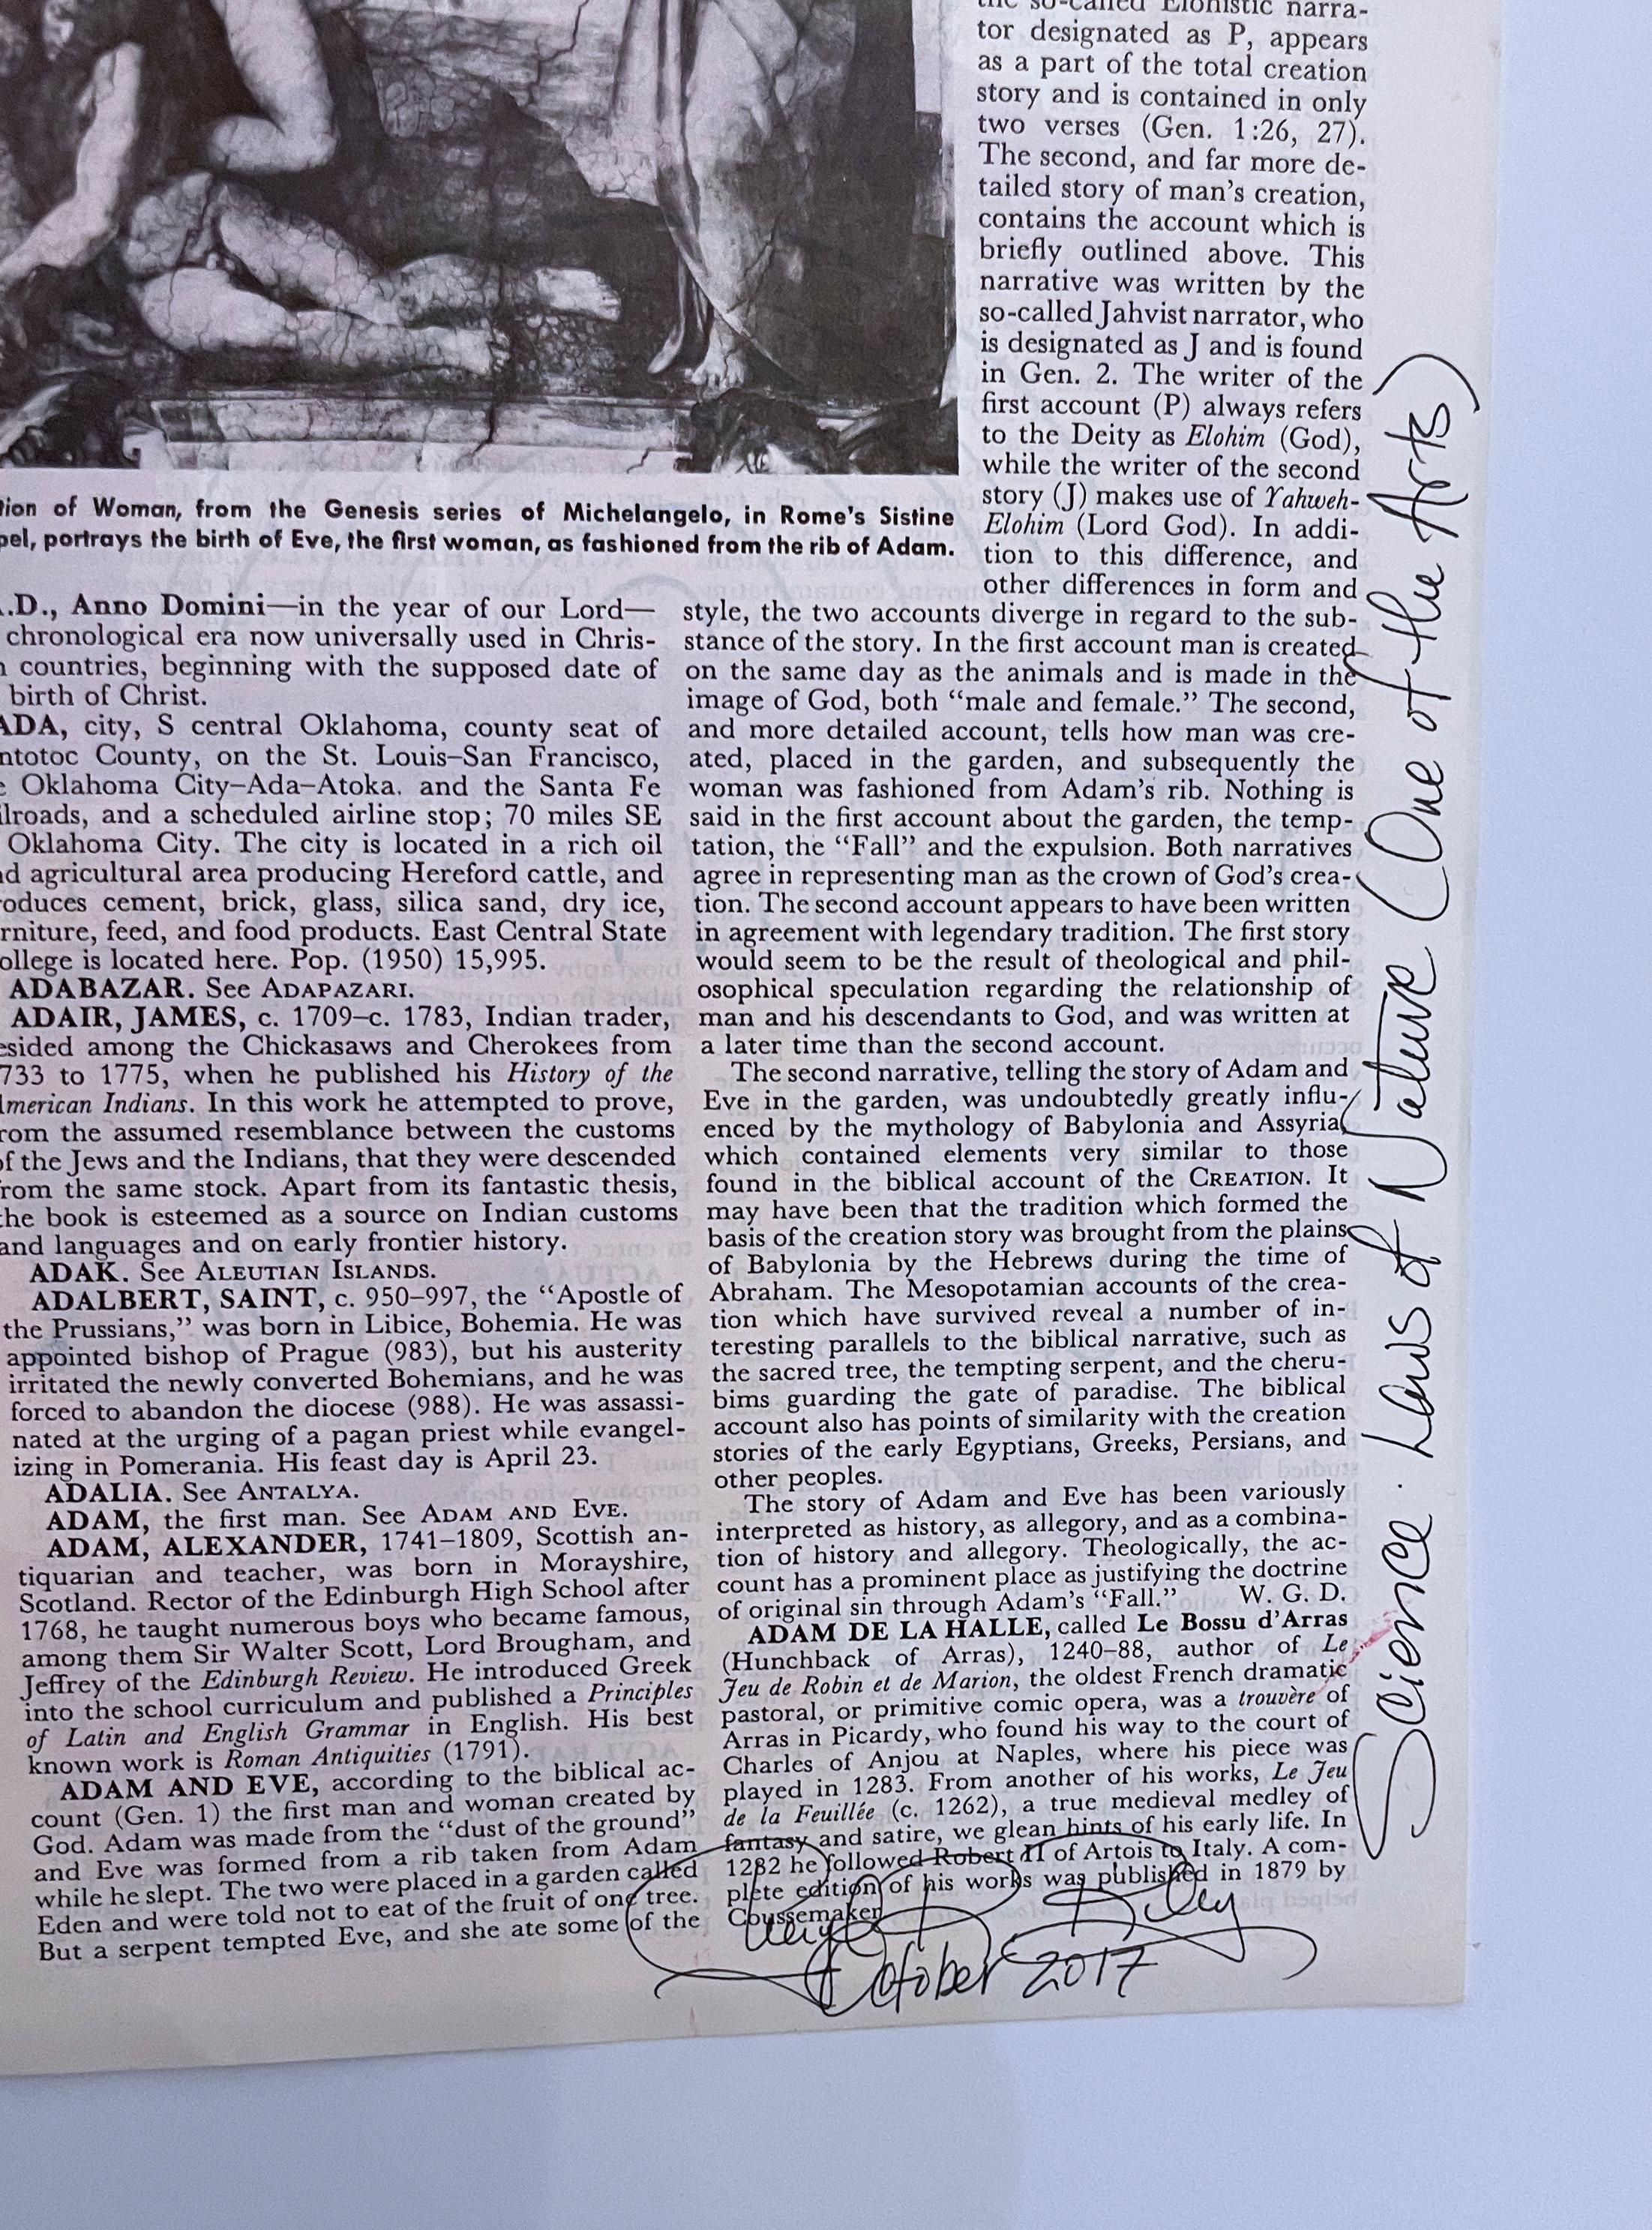 the so-called Elohistic narra-
tor designated as P, appears
as a part of the total creation
story and is contained in only
two verses (Gen. 1:26, 27).
The second, and far more de-
tailed story of man's creation,
contains the account which is
briefly outlined above. This
narrative was written by the
so-called Jahvist narrator, who
is designated as J and is found
in Gen. 2. The writer of the
first account (P) always refers
to the Deity as Elohim (God),
while the writer of the second
story (J) makes use of Yahweh-
Elohim (Lord God). In addi-
tion to this difference, and
other differences in form and
tion of Woman, from the Genesis series of Michelangelo, in Rome's Sistine
pel, portrays the birth of Eve, the first woman, as fashioned from the rib of Adam.
.D., Anno Domini—in the year of our Lord—
chronological era now universally used in Chris-
n countries, beginning with the supposed date of
birth of Christ.
ADA, city, S central Oklahoma, county seat of
ntotoc County, on the St. Louis–San Francisco,
e Oklahoma City–Ada–Atoka, and the Santa Fe
ilroads, and a scheduled airline stop; 70 miles SE
Oklahoma City. The city is located in a rich oil
nd agricultural area producing Hereford cattle, and
roduces cement, brick, glass, silica sand, dry ice,
rniture, feed, and food products. East Central State
ollege is located here. Pop. (1950) 15,995.
ADABAZAR. See ADAPAZARI.
ADAIR, JAMES, c. 1709–c. 1783, Indian trader,
esided among the Chickasaws and Cherokees from
733 to 1775, when he published his History of the
American Indians. In this work he attempted to prove,
rom the assumed resemblance between the customs
of the Jews and the Indians, that they were descended
from the same stock. Apart from its fantastic thesis,
the book is esteemed as a source on Indian customs
and languages and on early frontier history.
ADAK. See ALEUTIAN ISLANDS.
ADALBERT, SAINT, c. 950–997, the "Apostle of
the Prussians," was born in Libice, Bohemia. He was
appointed bishop of Prague (983), but his austerity
irritated the newly converted Bohemians, and he was
forced to abandon the diocese (988). He was assassi-
nated at the urging of a pagan priest while evangel-
izing in Pomerania. His feast day is April 23.
ADALIA. See ANTALYA.
ADAM, the first man. See ADAM AND EVE.
ADAM, ALEXANDER, 1741–1809, Scottish an-
tiquarian and teacher, was born in Morayshire,
Scotland. Rector of the Edinburgh High School after
1768, he taught numerous boys who became famous,
among them Sir Walter Scott, Lord Brougham, and
Jeffrey of the Edinburgh Review. He introduced Greek
into the school curriculum and published a Principles
of Latin and English Grammar in English. His best
known work is Roman Antiquities (1791).
ADAM AND EVE, according to the biblical ac-
count (Gen. 1) the first man and woman created by
God. Adam was made from the "dust of the ground"
and Eve was formed from a rib taken from Adam
while he slept. The two were placed in a garden called
Eden and were told not to eat of the fruit of one tree.
But a serpent tempted Eve, and she ate some of the
style, the two accounts diverge in regard to the sub-
stance of the story. In the first account man is created
on the same day as the animals and is made in the
image of God, both "male and female." The second,
and more detailed account, tells how man was cre-
ated, placed in the garden, and subsequently the
woman was fashioned from Adam's rib. Nothing is
said in the first account about the garden, the temp-
tation, the "Fall" and the expulsion. Both narratives
agree in representing man as the crown of God's crea-
tion. The second account appears to have been written
in agreement with legendary tradition. The first story
would seem to be the result of theological and phil-
osophical speculation regarding the relationship of
man and his descendants to God, and was written at
a later time than the second account.
The second narrative, telling the story of Adam and
Eve in the garden, was undoubtedly greatly influ-
enced by the mythology of Babylonia and Assyria,
which contained elements very similar to those
found in the biblical account of the CREATION. It
may have been that the tradition which formed the
basis of the creation story was brought from the plains
of Babylonia by the Hebrews during the time of
Abraham. The Mesopotamian accounts of the crea-
tion which have survived reveal a number of in-
teresting parallels to the biblical narrative, such as
the sacred tree, the tempting serpent, and the cheru-
bims guarding the gate of paradise. The biblical
account also has points of similarity with the creation
stories of the early Egyptians, Greeks, Persians, and
other peoples.
The story of Adam and Eve has been variously
interpreted as history, as allegory, and as a combina-
tion of history and allegory. Theologically, the ac-
count has a prominent place as justifying the doctrine
of original sin through Adam's "Fall." W. G. D.
ADAM DE LA HALLE, called Le Bossu d'Arras
(Hunchback of Arras), 1240–88, author of Le
Jeu de Robin et de Marion, the oldest French dramatic
pastoral, or primitive comic opera, was a trouvère of
Arras in Picardy, who found his way to the court of
Charles of Anjou at Naples, where his piece was
played in 1283. From another of his works, Le Jeu
de la Feuillée (c. 1262), a true medieval medley of
fantasy and satire, we glean hints of his early life. In
1282 he followed Robert II of Artois to Italy. A com-
plete edition of his works was published in 1879 by
Coussemaker
October 2017
Science. Laws of Nature (One of the Arts)